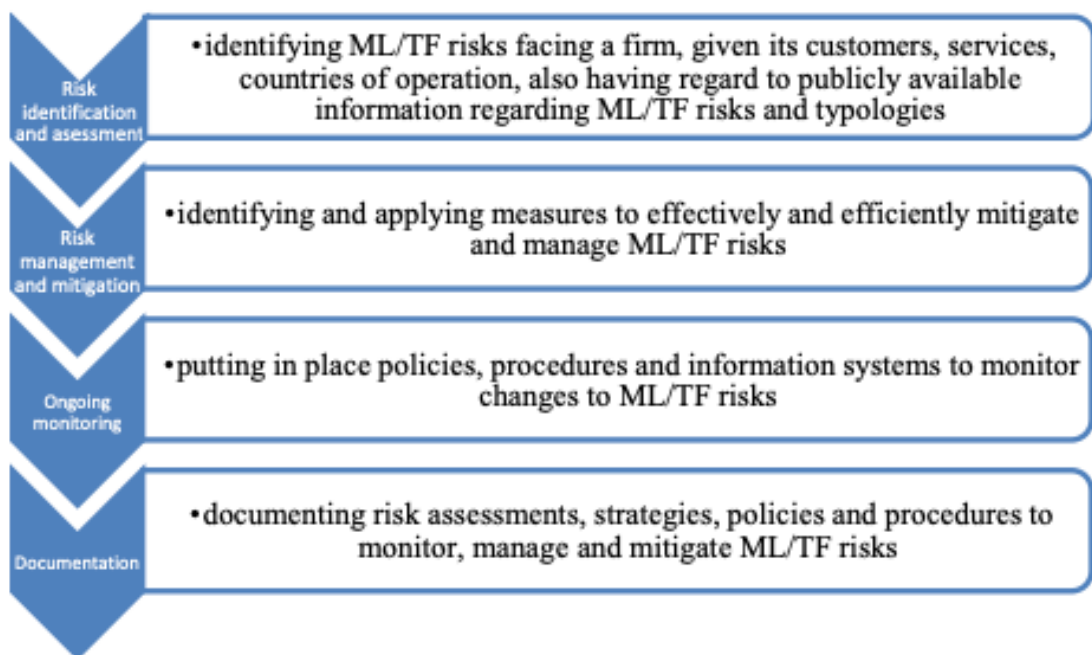 Risk
identification
and asessment
•identifying ML/TF risks facing a firm, given its customers, services,
countries of operation, also having regard to publicly available
information regarding ML/TF risks and typologies
Risk
management
and mitigation
•identifying and applying measures to effectively and efficiently mitigate
and manage ML/TF risks
Ongoing
monitoring
•putting in place policies, procedures and information systems to monitor
changes to ML/TF risks
Documentation
•documenting risk assessments, strategies, policies and procedures to
monitor, manage and mitigate ML/TF risks